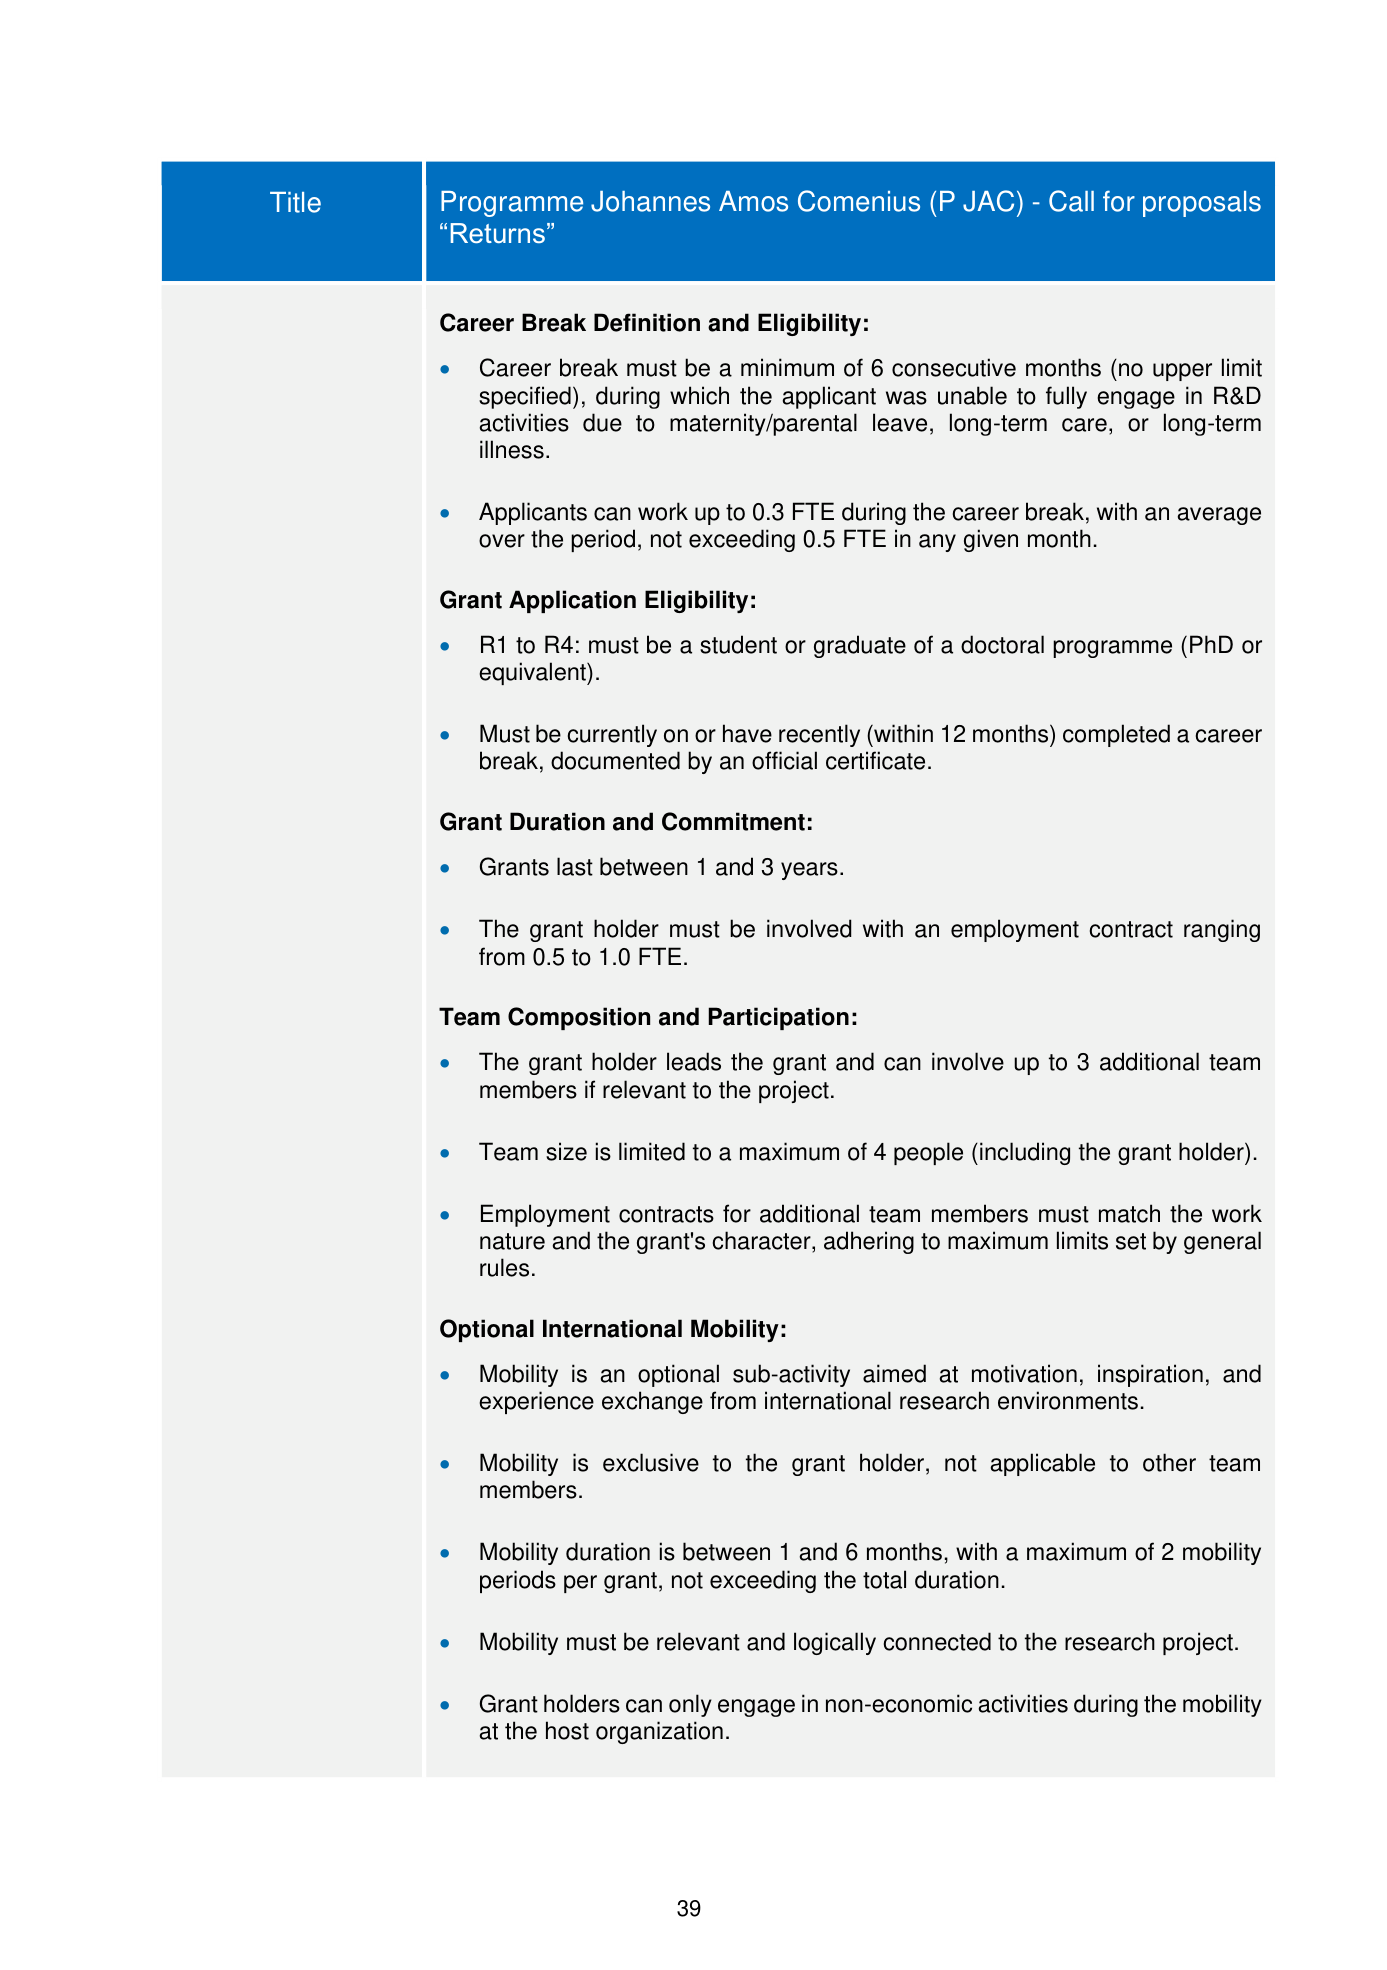 Title
Programme Johannes Amos Comenius (P JAC) - Call for proposals
“Returns”
Career Break Definition and Eligibility:
• Career break must be a minimum of 6 consecutive months (no upper limit
specified), during which the applicant was unable to fully engage in R&D
activities due to maternity/parental leave, long-term care, or long-term
illness.
• Applicants can work up to 0.3 FTE during the career break, with an average
over the period, not exceeding 0.5 FTE in any given month.
Grant Application Eligibility:
• R1 to R4: must be a student or graduate of a doctoral programme (PhD or
equivalent).
• Must be currently on or have recently (within 12 months) completed a career
break, documented by an official certificate.
Grant Duration and Commitment:
• Grants last between 1 and 3 years.
• The grant holder must be involved with an employment contract ranging
from 0.5 to 1.0 FTE.
Team Composition and Participation:
• The grant holder leads the grant and can involve up to 3 additional team
members if relevant to the project.
• Team size is limited to a maximum of 4 people (including the grant holder).
• Employment contracts for additional team members must match the work
nature and the grant's character, adhering to maximum limits set by general
rules.
Optional International Mobility:
• Mobility is an optional sub-activity aimed at motivation, inspiration, and
experience exchange from international research environments.
• Mobility is exclusive to the grant holder, not applicable to other team
members.
• Mobility duration is between 1 and 6 months, with a maximum of 2 mobility
periods per grant, not exceeding the total duration.
• Mobility must be relevant and logically connected to the research project.
• Grant holders can only engage in non-economic activities during the mobility
at the host organization.
39